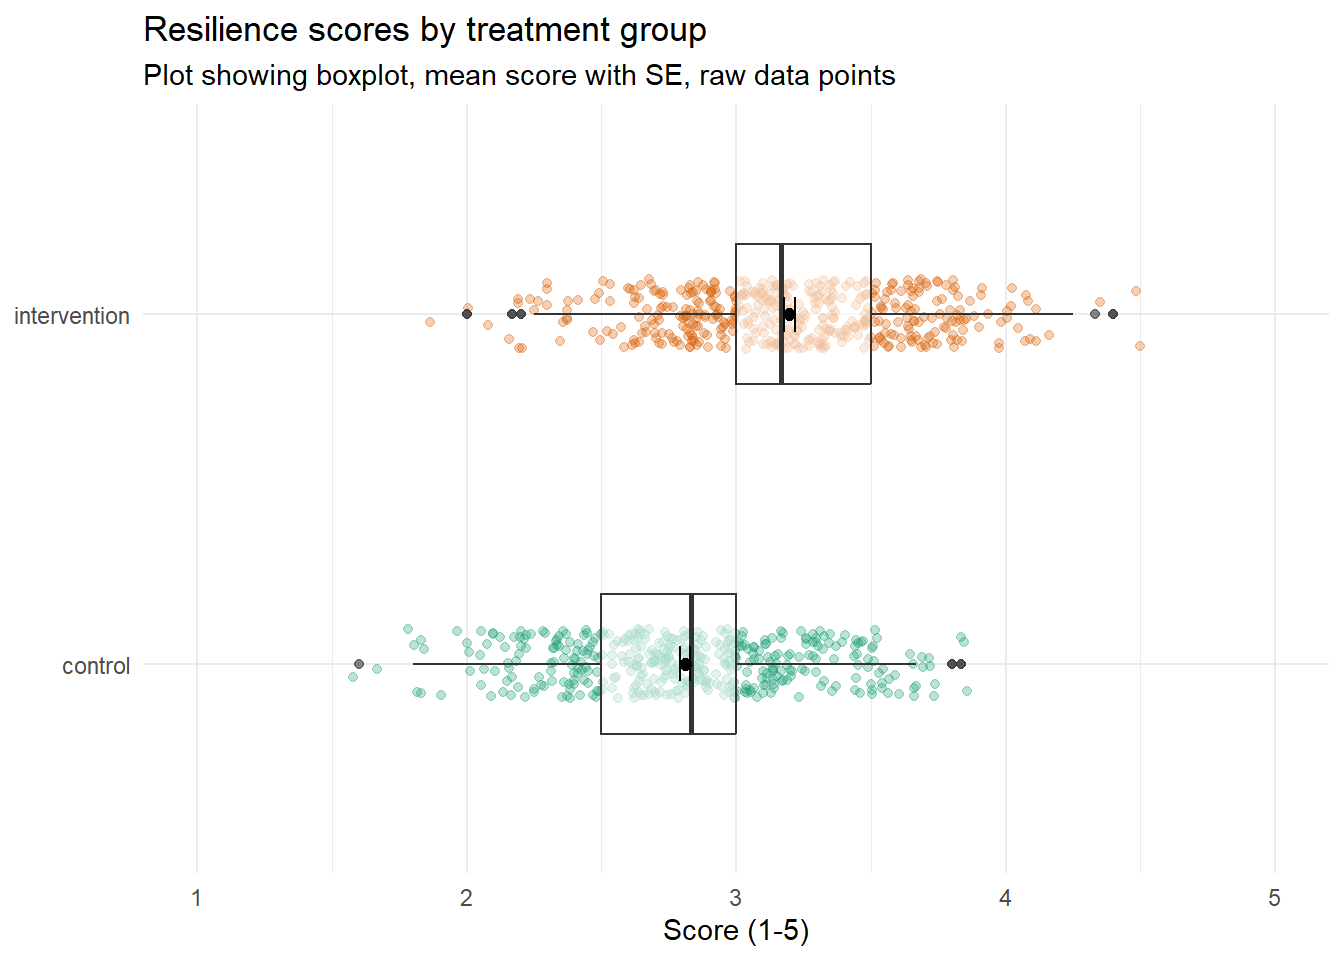 Resilience scores by treatment group
Plot showing boxplot, mean score with SE, raw data points
intervention
control
1 2 3 4 5
Score (1-5)